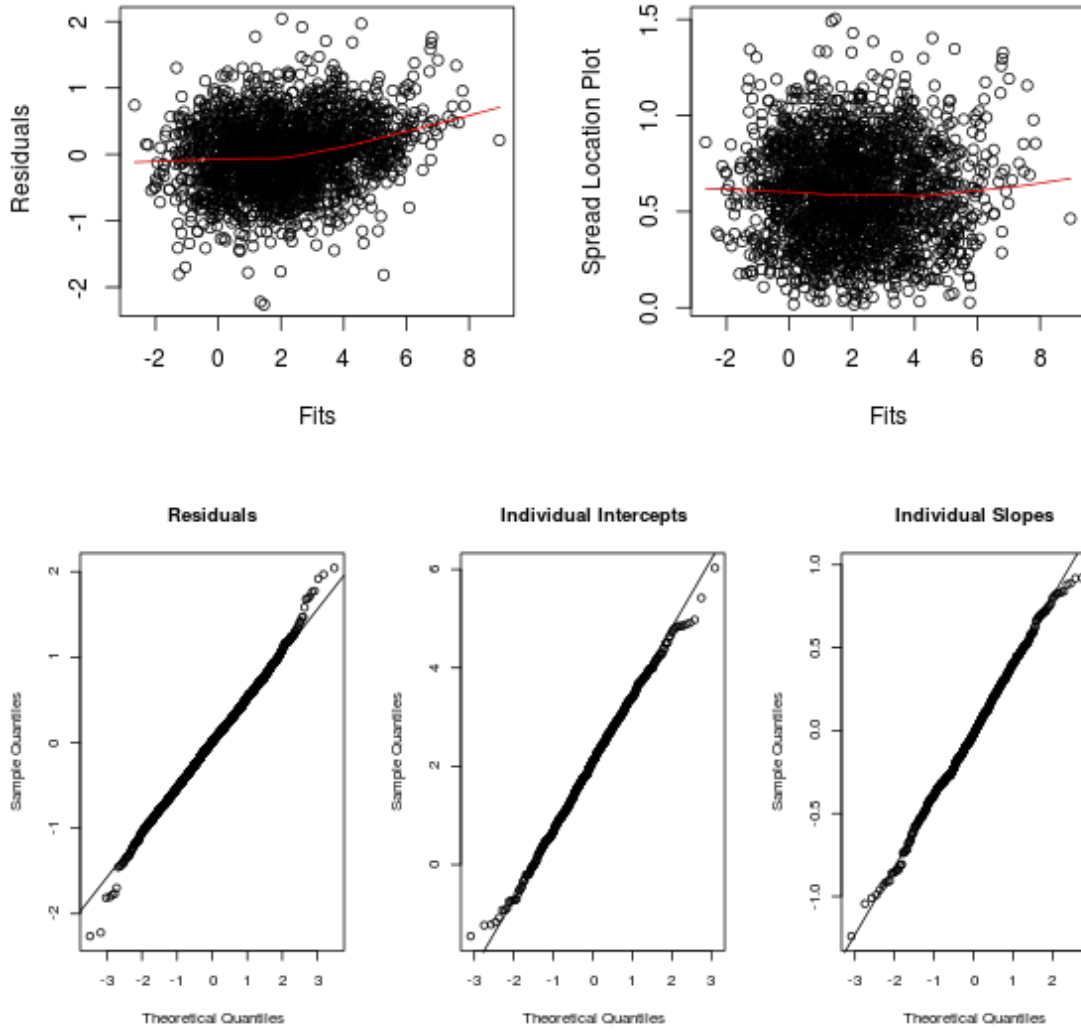 Residuals
2
1
0
-1
-2
-2 0 2 4 6 8
Fits
Spread Location Plot
1.5
1.0
0.5
0.0
-2 0 2 4 6 8
Fits
Residuals
Sample Quantiles
2
1
0
-1
-2
-3 -2 -1 0 1 2 3
Theoretical Quantiles
Individual Intercepts
Sample Quantiles
6
4
2
0
-3 -2 -1 0 1 2 3
Theoretical Quantiles
Individual Slopes
Sample Quantiles
1.0
0.5
0.0
-0.5
-1.0
-3 -2 -1 0 1 2
Theoretical Quantiles